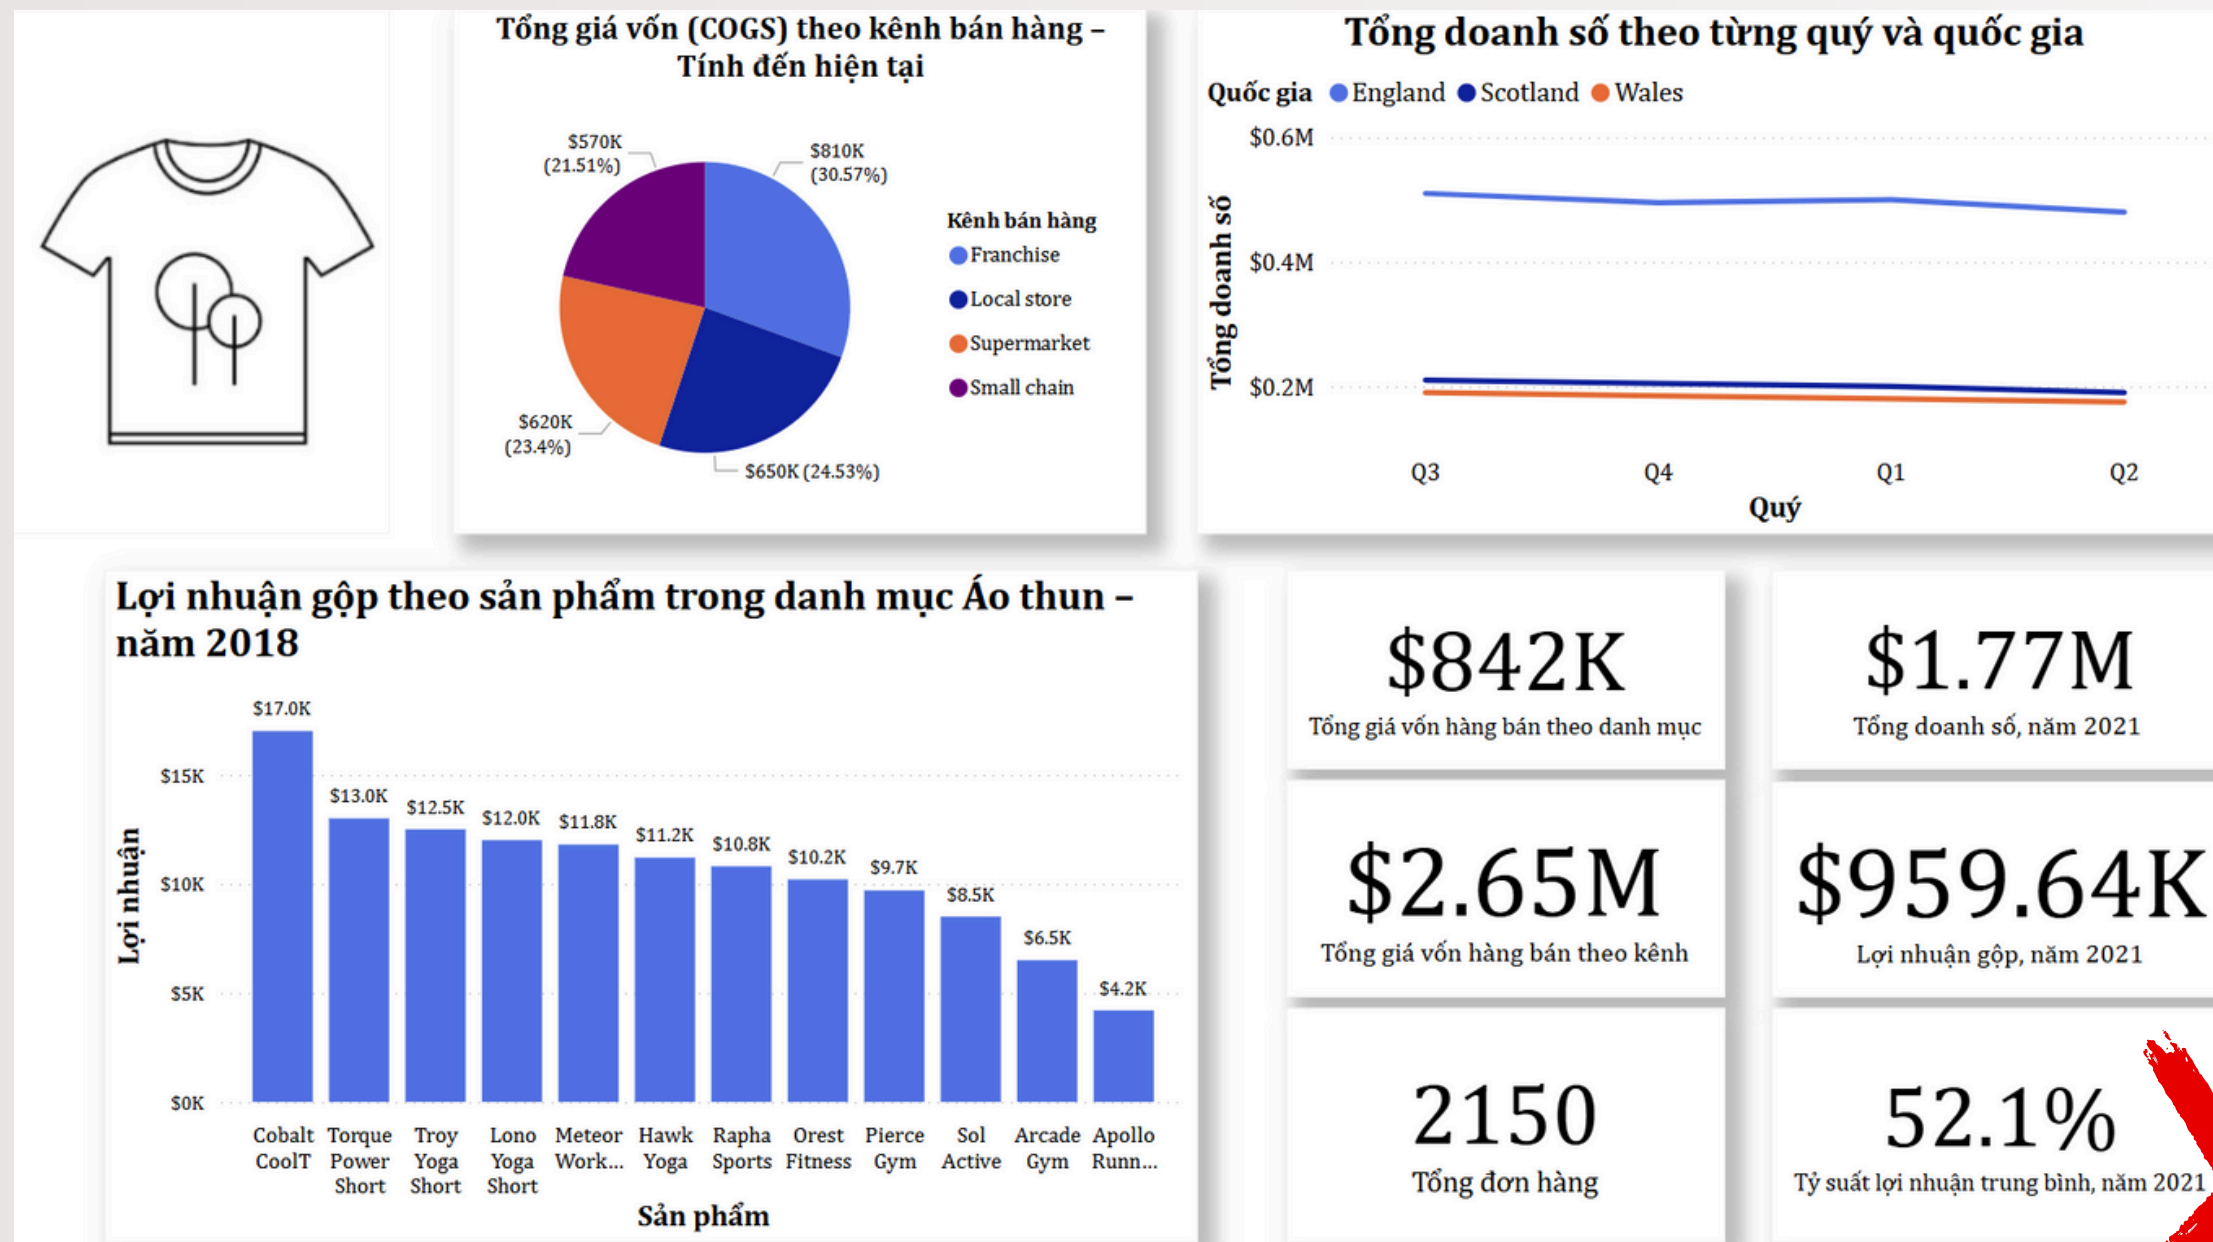 Tổng giá vốn (COGS) theo kênh bán hàng –
Tính đến hiện tại
$570K
(21.51%)
$810K
(30.57%)
Kênh bán hàng
Franchise
Local store
Supermarket
Small chain
$620K
(23.4%)
$650K (24.53%)
Tổng doanh số theo từng quý và quốc gia
Quốc gia England Scotland Wales
Tổng doanh số
$0.6M
$0.4M
$0.2M
Q3 Q4 Q1 Q2
Quý
Lợi nhuận gộp theo sản phẩm trong danh mục Áo thun –
năm 2018
Lợi nhuận
$15K
$10K
$5K
$0K
$17.0K
$13.0K
$12.5K
$12.0K
$11.8K
$11.2K
$10.8K
$10.2K
$9.7K
$8.5K
$6.5K
$4.2K
Cobalt
CoolT
Torque
Power
Short
Troy
Yoga
Short
Lono
Yoga
Short
Meteor
Work...
Hawk
Yoga
Rapha
Sports
Orest
Fitness
Pierce
Gym
Sol
Active
Arcade
Gym
Apollo
Runn...
Sản phẩm
$842K
Tổng giá vốn hàng bán theo danh mục
$1.77M
Tổng doanh số, năm 2021
$2.65M
Tổng giá vốn hàng bán theo kênh
$959.64K
Lợi nhuận gộp, năm 2021
2150
Tổng đơn hàng
52.1%
Tỷ suất lợi nhuận trung bình, năm 2021